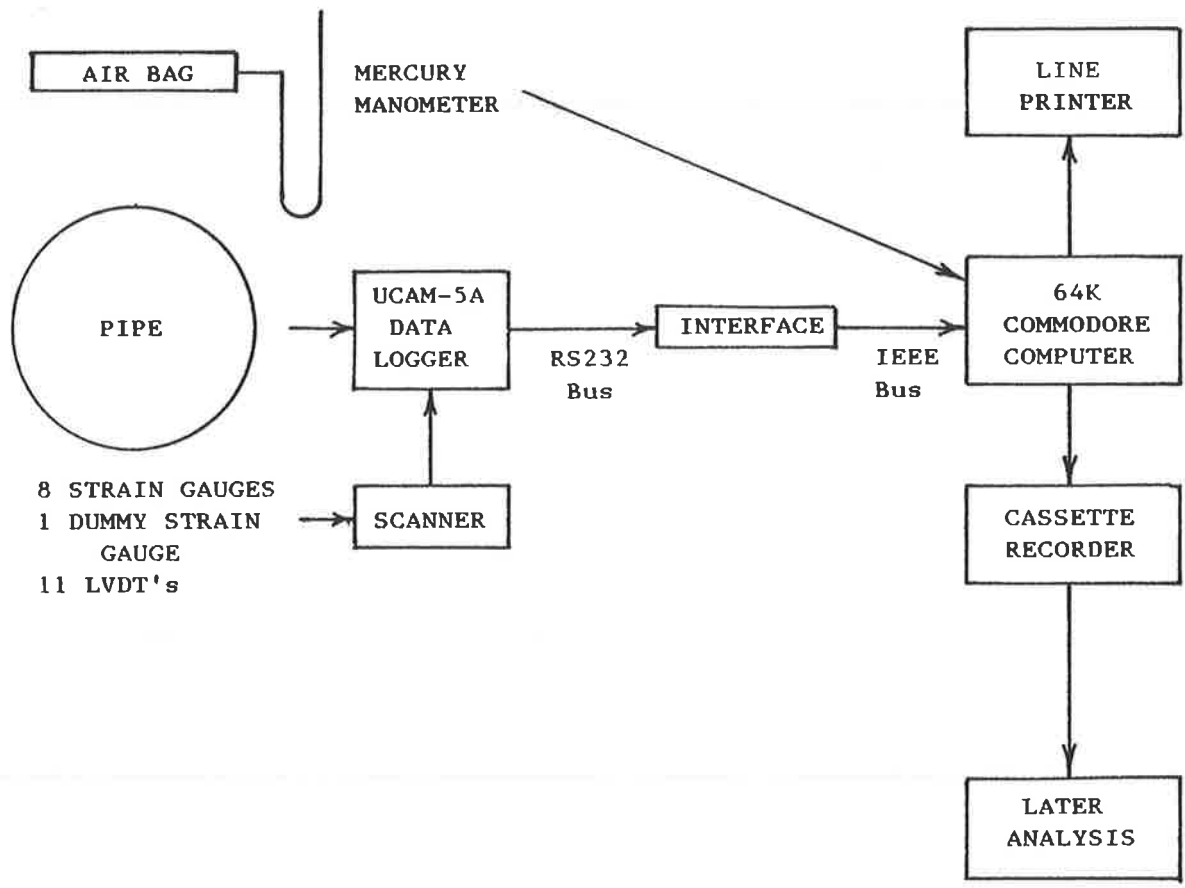 AIR BAG
MERCURY
MANOMETER
LINE
PRINTER
PIPE
UCAM-5A
DATA
LOGGER
RS232
Bus
INTERFACE
IEEE
Bus
64K
COMMODORE
COMPUTER
8 STRAIN GAUGES
1 DUMMY STRAIN
GAUGE
11 LVDT's
SCANNER
CASSETTE
RECORDER
LATER
ANALYSIS